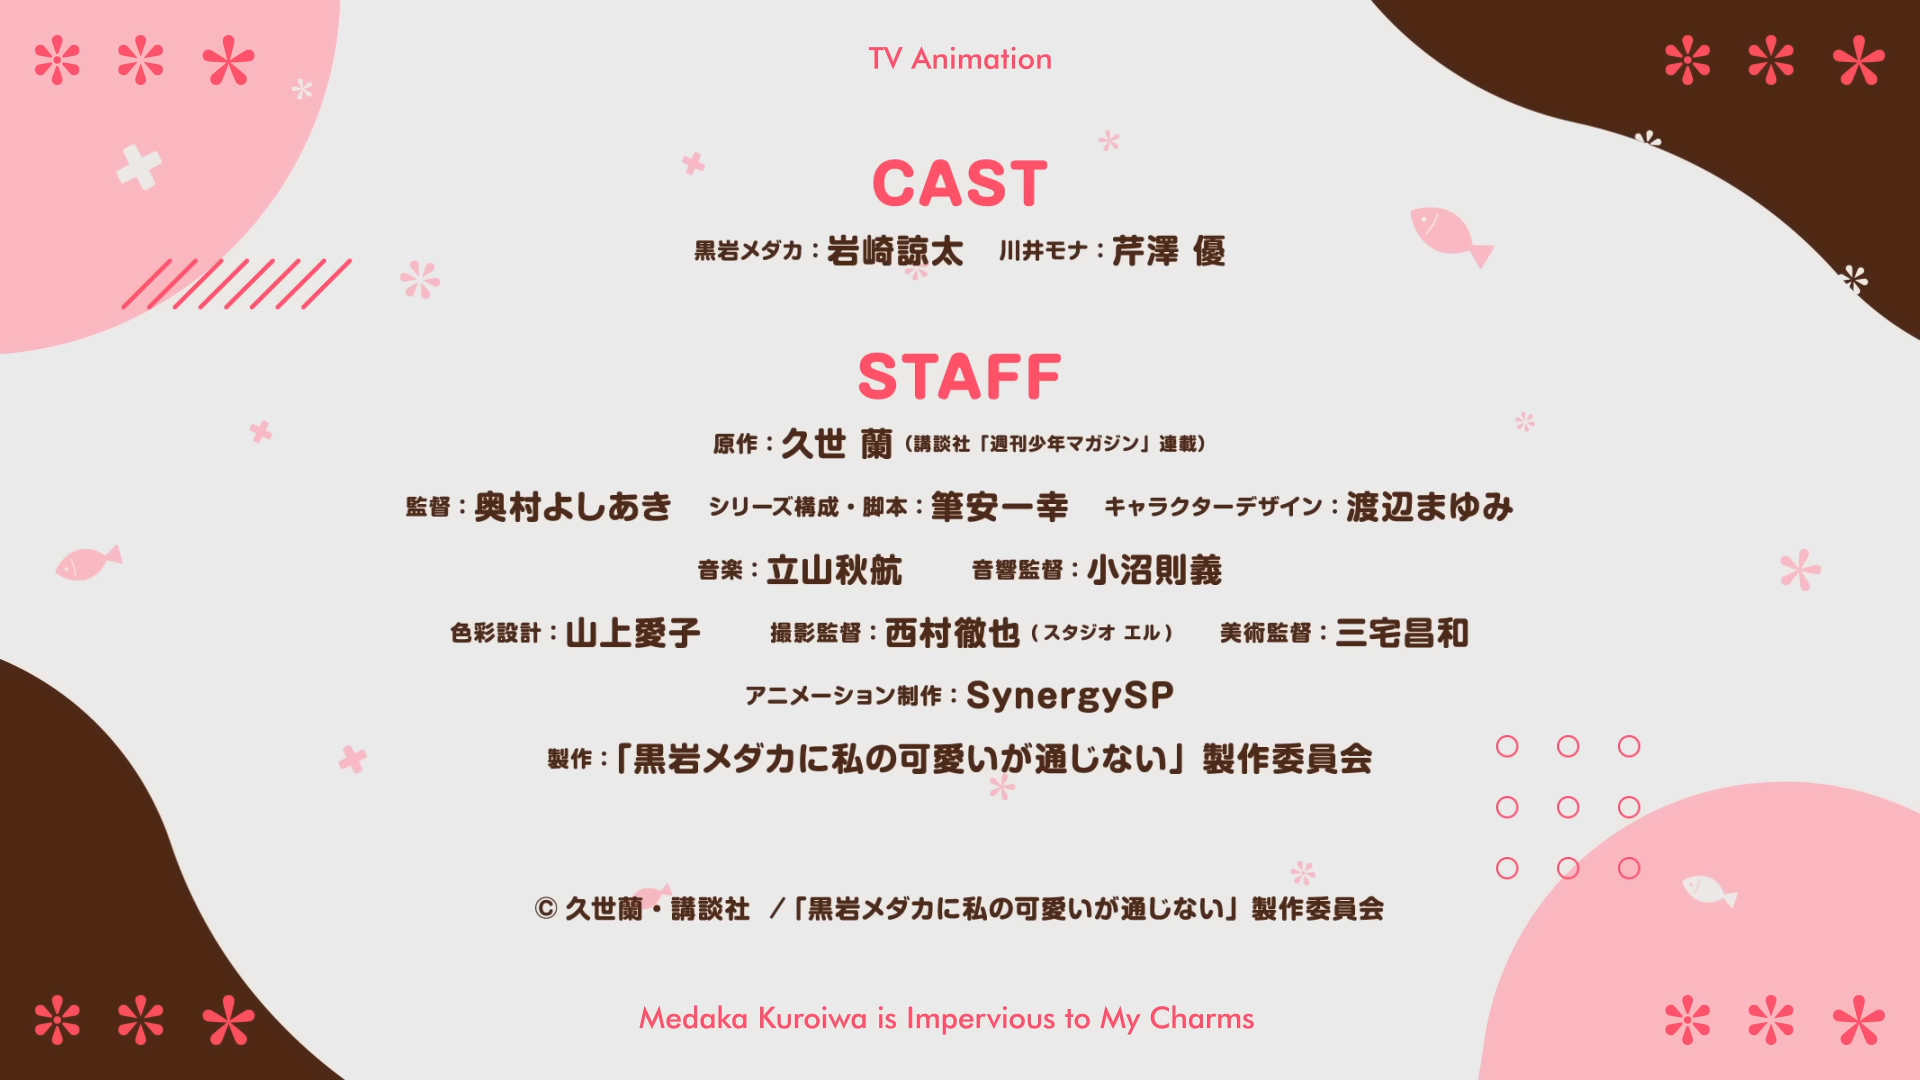 TV Animation
CAST
黒岩メダカ：岩崎諒太　川井モナ：芹澤 優
STAFF
原作：久世 蘭（講談社「週刊少年マガジン」連載）
監督：奥村よしあき　シリーズ構成・脚本：筆安一幸　キャラクターデザイン：渡辺まゆみ
音楽：立山秋航　音響監督：小沼則義
色彩設計：山上愛子　撮影監督：西村徹也（スタジオ エル）　美術監督：三宅昌和
アニメーション制作：SynergySP
製作：「黒岩メダカに私の可愛いが通じない」製作委員会
© 久世蘭・講談社 ／「黒岩メダカに私の可愛いが通じない」製作委員会
Medaka Kuroiwa is Impervious to My Charms